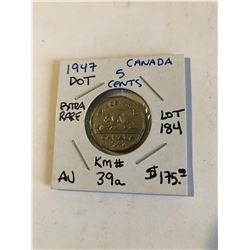 1947
DOT
CANADA
5
CENTS
EXTRA
RARE
LOT
184
AU
KM#
39a
$175.00